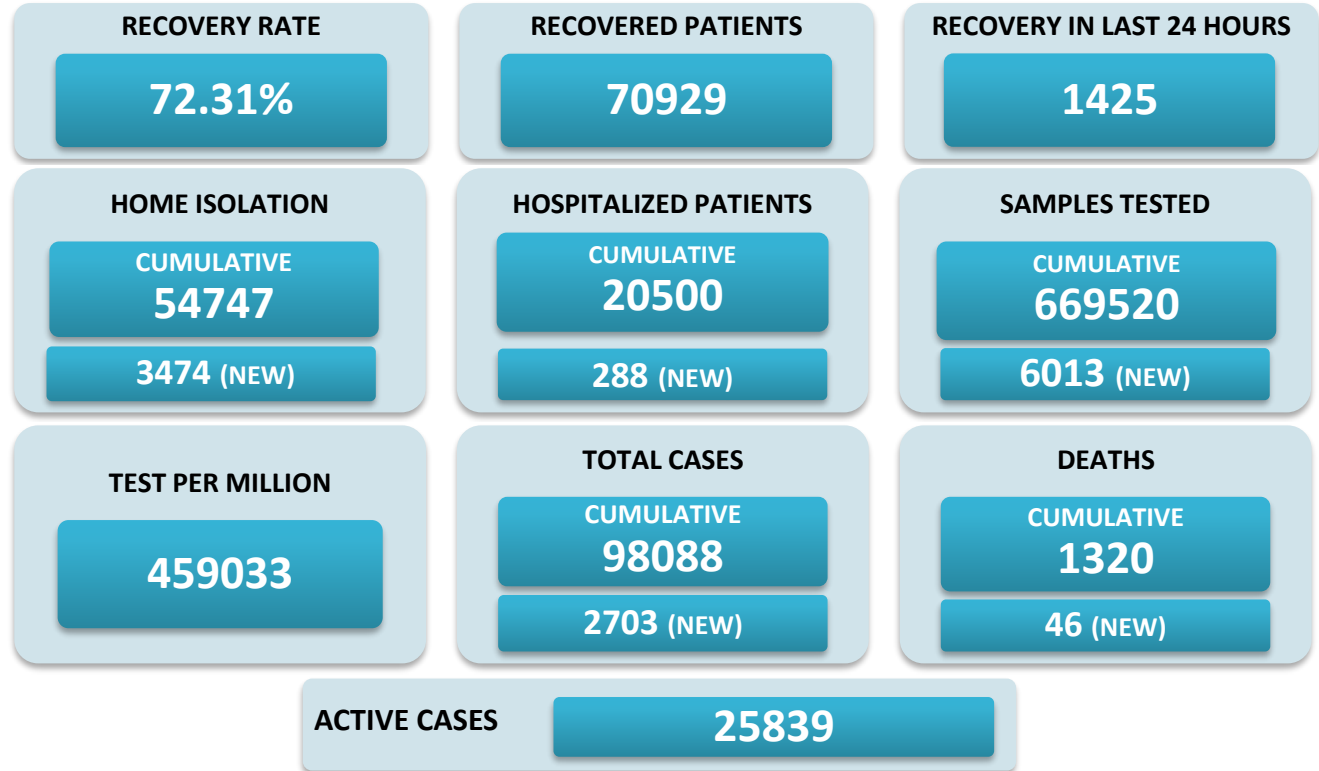 RECOVERY RATE
72.31%
RECOVERED PATIENTS
70929
RECOVERY IN LAST 24 HOURS
1425
HOME ISOLATION
CUMULATIVE
54747
3474 (NEW)
HOSPITALIZED PATIENTS
CUMULATIVE
20500
288 (NEW)
SAMPLES TESTED
CUMULATIVE
669520
6013 (NEW)
TEST PER MILLION
459033
TOTAL CASES
CUMULATIVE
98088
2703 (NEW)
DEATHS
CUMULATIVE
1320
46 (NEW)
ACTIVE CASES
25839